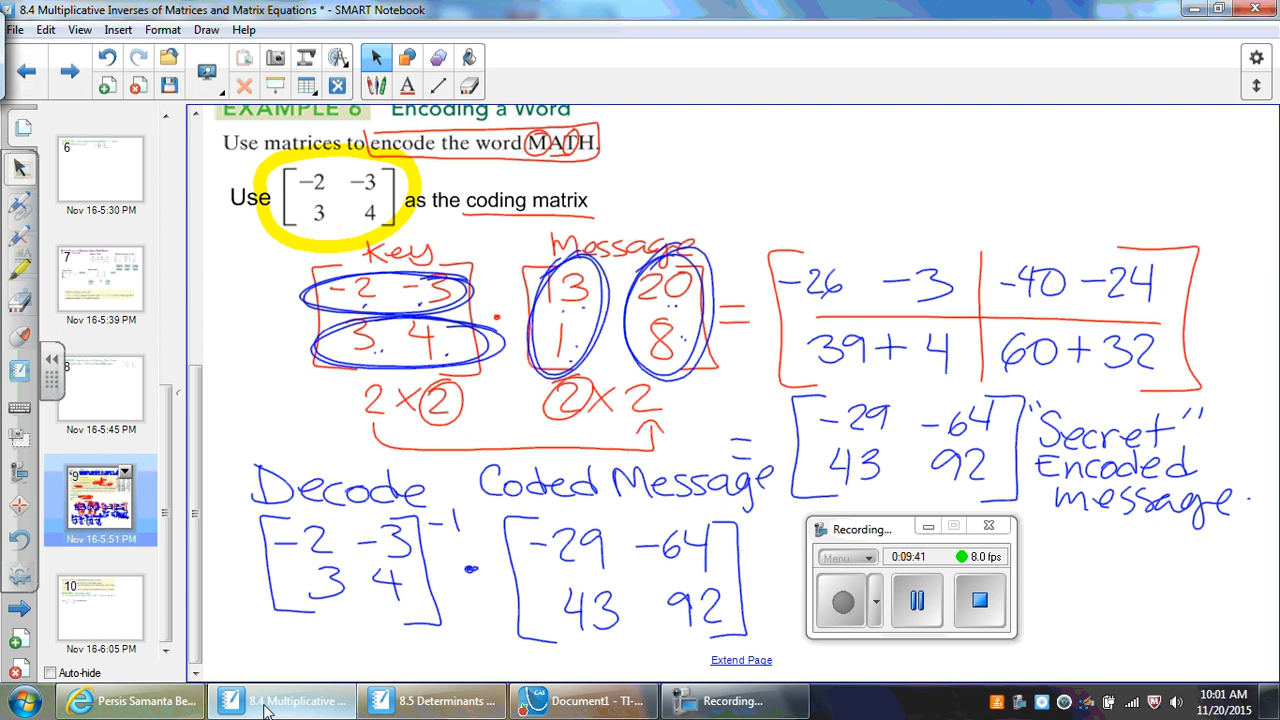 8.4 Multiplicative Inverses of Matrices and Matrix Equations * - SMART Notebook
File Edit View Insert Format Draw Help
EXAMPLE 6 Encoding a Word
Use matrices to encode the word MATH.
Use [ −2 −3
3 4 ] as the coding matrix
Key Message
[ -2 -3 ] · [ 13 20 ] = [ -26 -3 | -40 -24 ]
[ 3 4 ] [ 1 8 ] [ 39 + 4 | 60 + 32 ]
2 × 2 2 × 2
= [ -29 -64 ] "Secret"
[ 43 92 ] Encoded
message.
Decode Coded Message
[ -2 -3 ] -1 · [ -29 -64 ]
[ 3 4 ] [ 43 92 ]
Extend Page
6
Nov 16-5:30 PM
7
Nov 16-5:39 PM
8
Nov 16-5:45 PM
9
Nov 16-5:51 PM
10
Nov 16-6:05 PM
Auto-hide
Recording...
Menu
0:09:41
8.0 fps
Persis Samanta Be...
8.4 Multiplicative ...
8.5 Determinants ...
Document1 - TI-...
Recording...
10:01 AM
11/20/2015